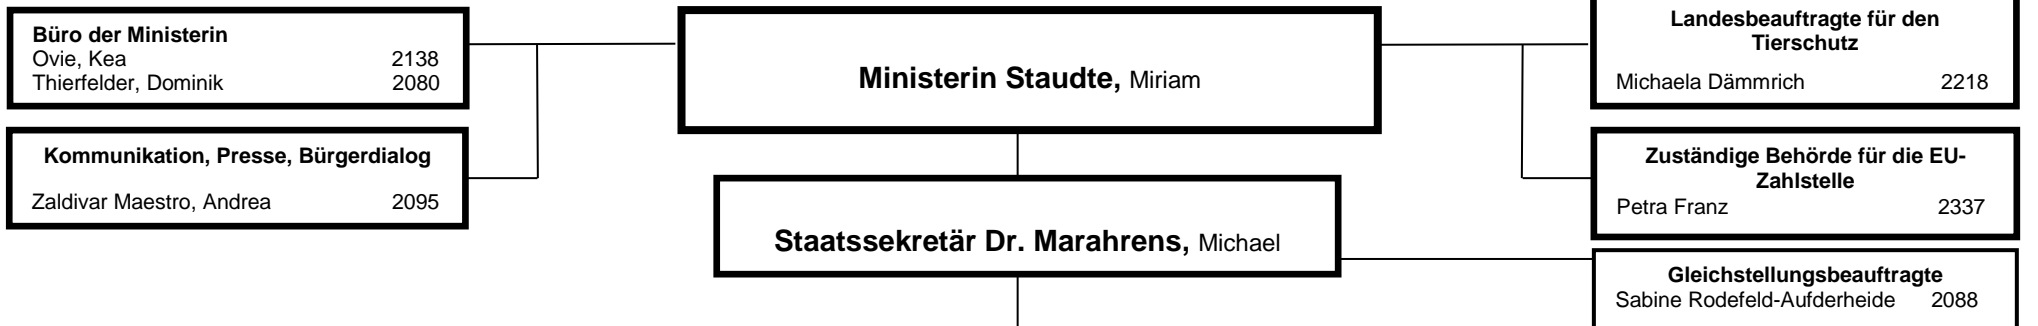 Büro der Ministerin
Ovie, Kea 2138
Thierfelder, Dominik 2080
Kommunikation, Presse, Bürgerdialog
Zaldivar Maestro, Andrea 2095
Ministerin Staudte, Miriam
Staatssekretär Dr. Marahrens, Michael
Landesbeauftragte für den
Tierschutz
Michaela Dämmrich 2218
Zuständige Behörde für die EU-
Zahlstelle
Petra Franz 2337
Gleichstellungsbeauftragte
Sabine Rodefeld-Aufderheide 2088